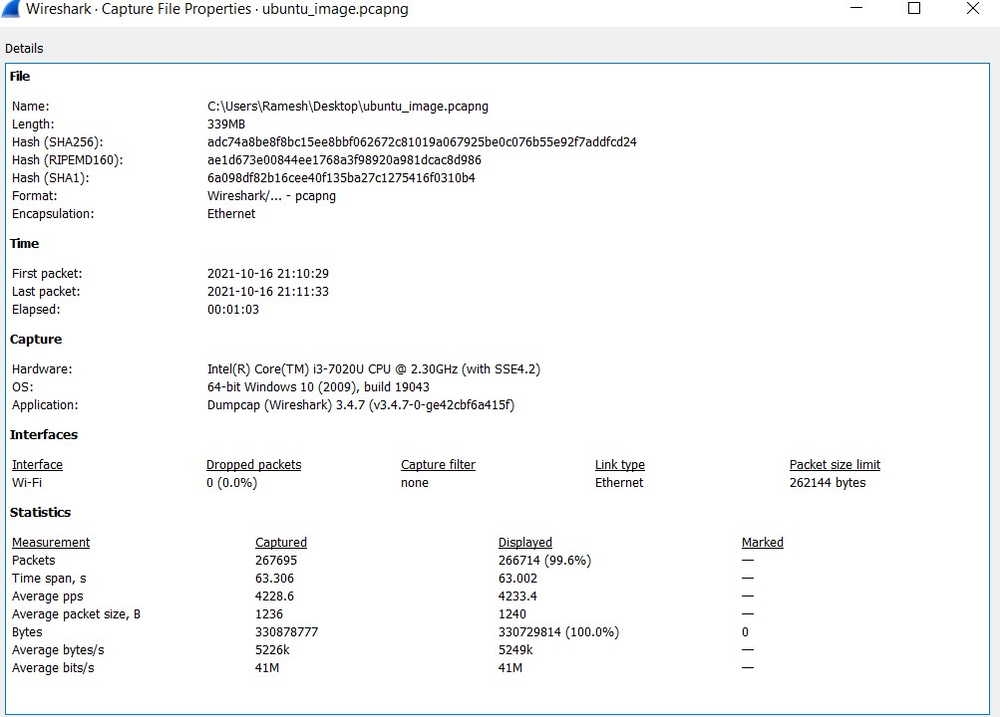 Wireshark · Capture File Properties · ubuntu_image.pcapng
Details
File
Name: C:\Users\Ramesh\Desktop\ubuntu_image.pcapng
Length: 339MB
Hash (SHA256): adc74a8be8f8bc15ee8bbf062672c81019a067925be0c076b55e92f7addfcd24
Hash (RIPEMD160): ae1d673e00844ee1768a3f98920a981dcac8d986
Hash (SHA1): 6a098df82b16cee40f135ba27c1275416f0310b4
Format: Wireshark/... - pcapng
Encapsulation: Ethernet
Time
First packet: 2021-10-16 21:10:29
Last packet: 2021-10-16 21:11:33
Elapsed: 00:01:03
Capture
Hardware: Intel(R) Core(TM) i3-7020U CPU @ 2.30GHz (with SSE4.2)
OS: 64-bit Windows 10 (2009), build 19043
Application: Dumpcap (Wireshark) 3.4.7 (v3.4.7-0-ge42cbf6a415f)
Interfaces
Interface Dropped packets Capture filter Link type Packet size limit
Wi-Fi 0 (0.0%) none Ethernet 262144 bytes
Statistics
Measurement Captured Displayed Marked
Packets 267695 266714 (99.6%) —
Time span, s 63.306 63.002 —
Average pps 4228.6 4233.4 —
Average packet size, B 1236 1240 —
Bytes 330878777 330729814 (100.0%) 0
Average bytes/s 5226k 5249k —
Average bits/s 41M 41M —